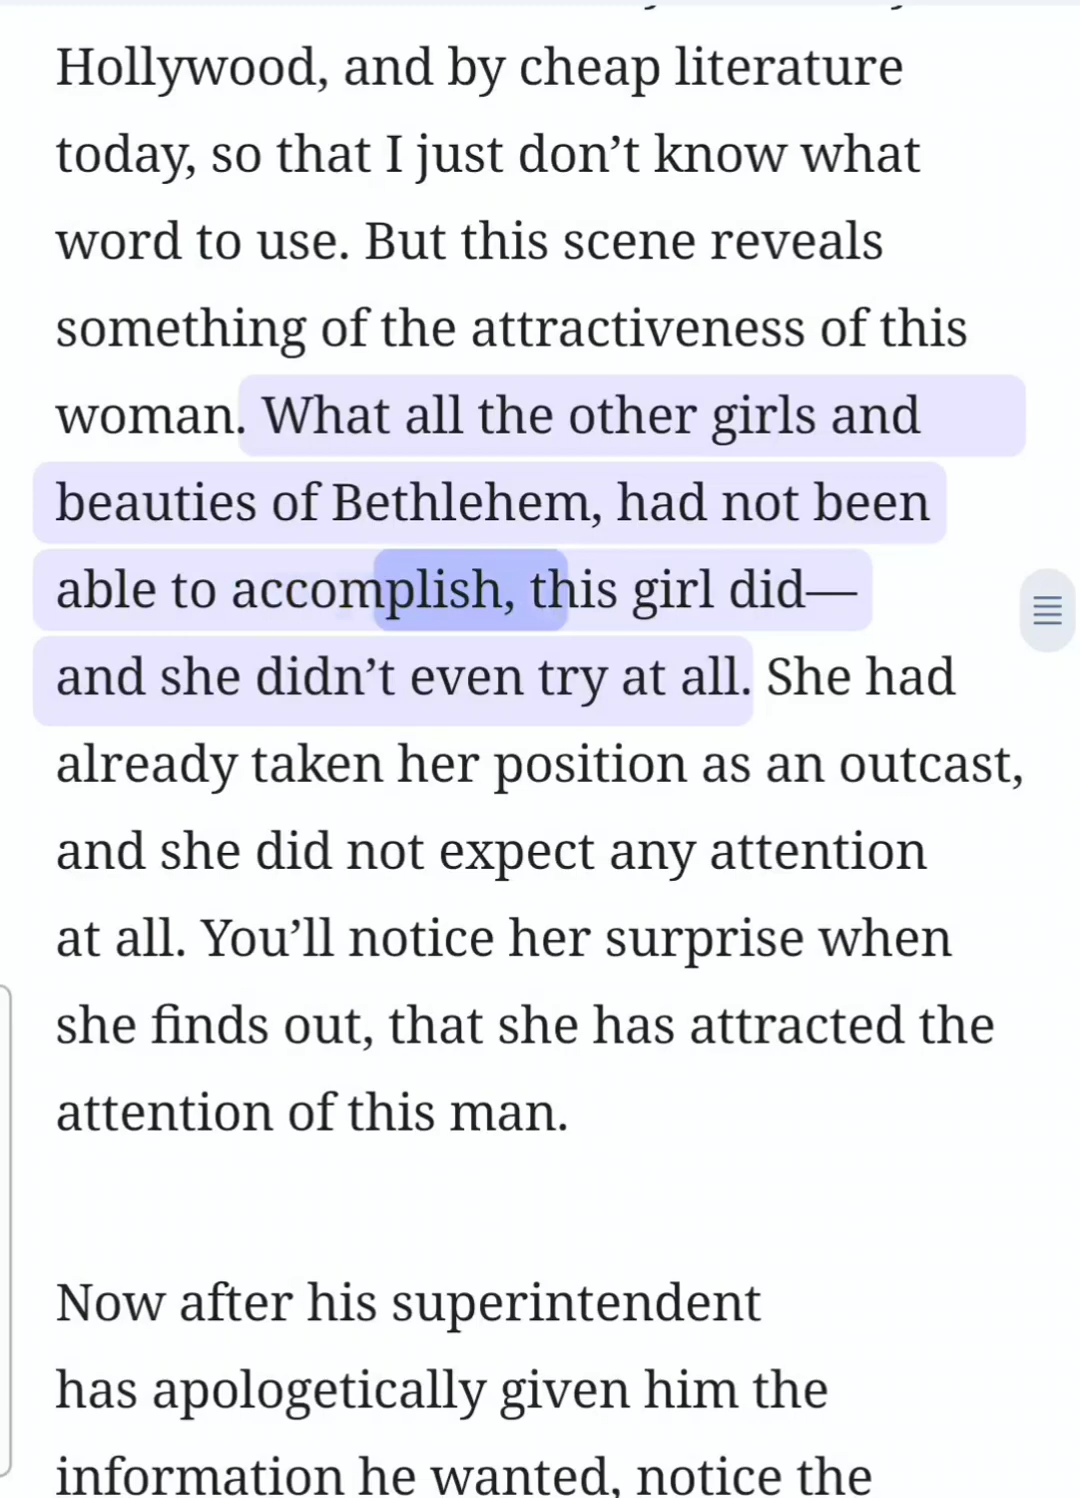 Hollywood, and by cheap literature
today, so that I just don’t know what
word to use. But this scene reveals
something of the attractiveness of this
woman. What all the other girls and
beauties of Bethlehem, had not been
able to accomplish, this girl did—
and she didn’t even try at all. She had
already taken her position as an outcast,
and she did not expect any attention
at all. You’ll notice her surprise when
she finds out, that she has attracted the
attention of this man.
Now after his superintendent
has apologetically given him the
information he wanted, notice the